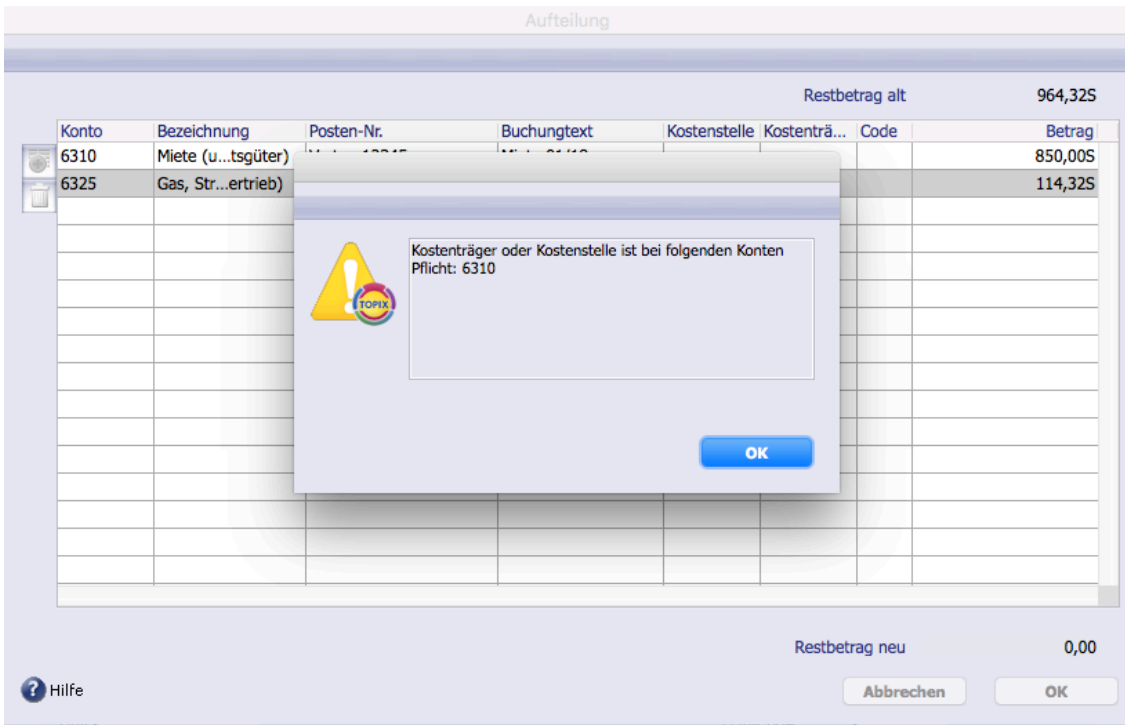 Aufteilung
Restbetrag alt 964,32S
Konto Bezeichnung Posten-Nr. Buchungtext Kostenstelle Kostenträ... Code Betrag
6310 Miete (u...tsgüter) 850,00S
6325 Gas, Str...ertrieb) 114,32S
Kostenträger oder Kostenstelle ist bei folgenden Konten
Pflicht: 6310
TOPIX
OK
Restbetrag neu 0,00
? Hilfe Abbrechen OK